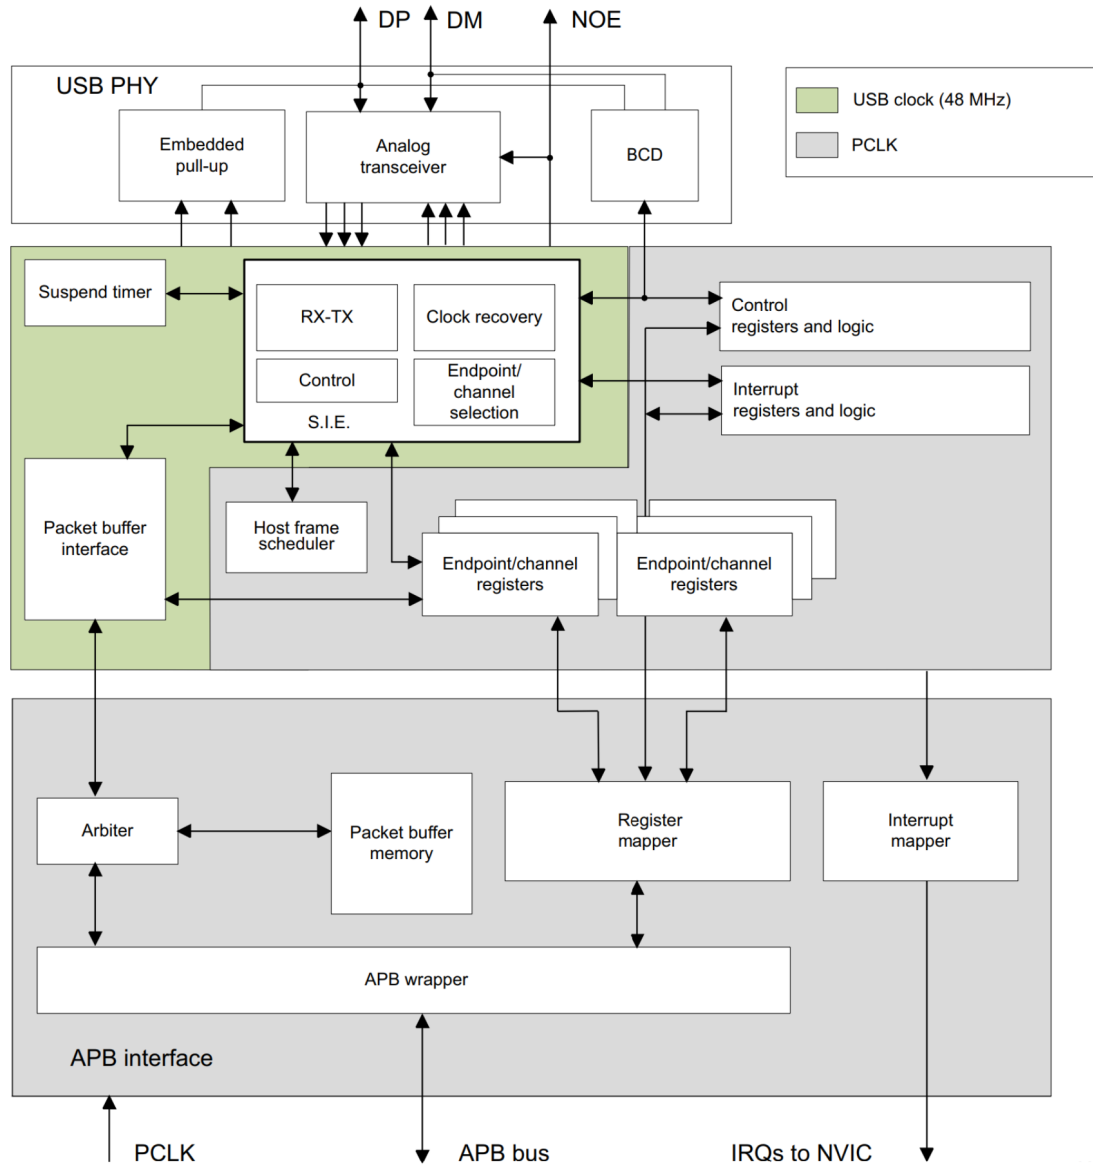 DP
DM
NOE
USB PHY
Embedded
pull-up
Analog
transceiver
BCD
USB clock (48 MHz)
PCLK
Suspend timer
RX-TX
Clock recovery
Control
Endpoint/
channel
selection
S.I.E.
Control
registers and logic
Interrupt
registers and logic
Packet buffer
interface
Host frame
scheduler
Endpoint/channel
registers
Endpoint/channel
registers
Arbiter
Packet buffer
memory
Register
mapper
Interrupt
mapper
APB wrapper
APB interface
PCLK
APB bus
IRQs to NVIC